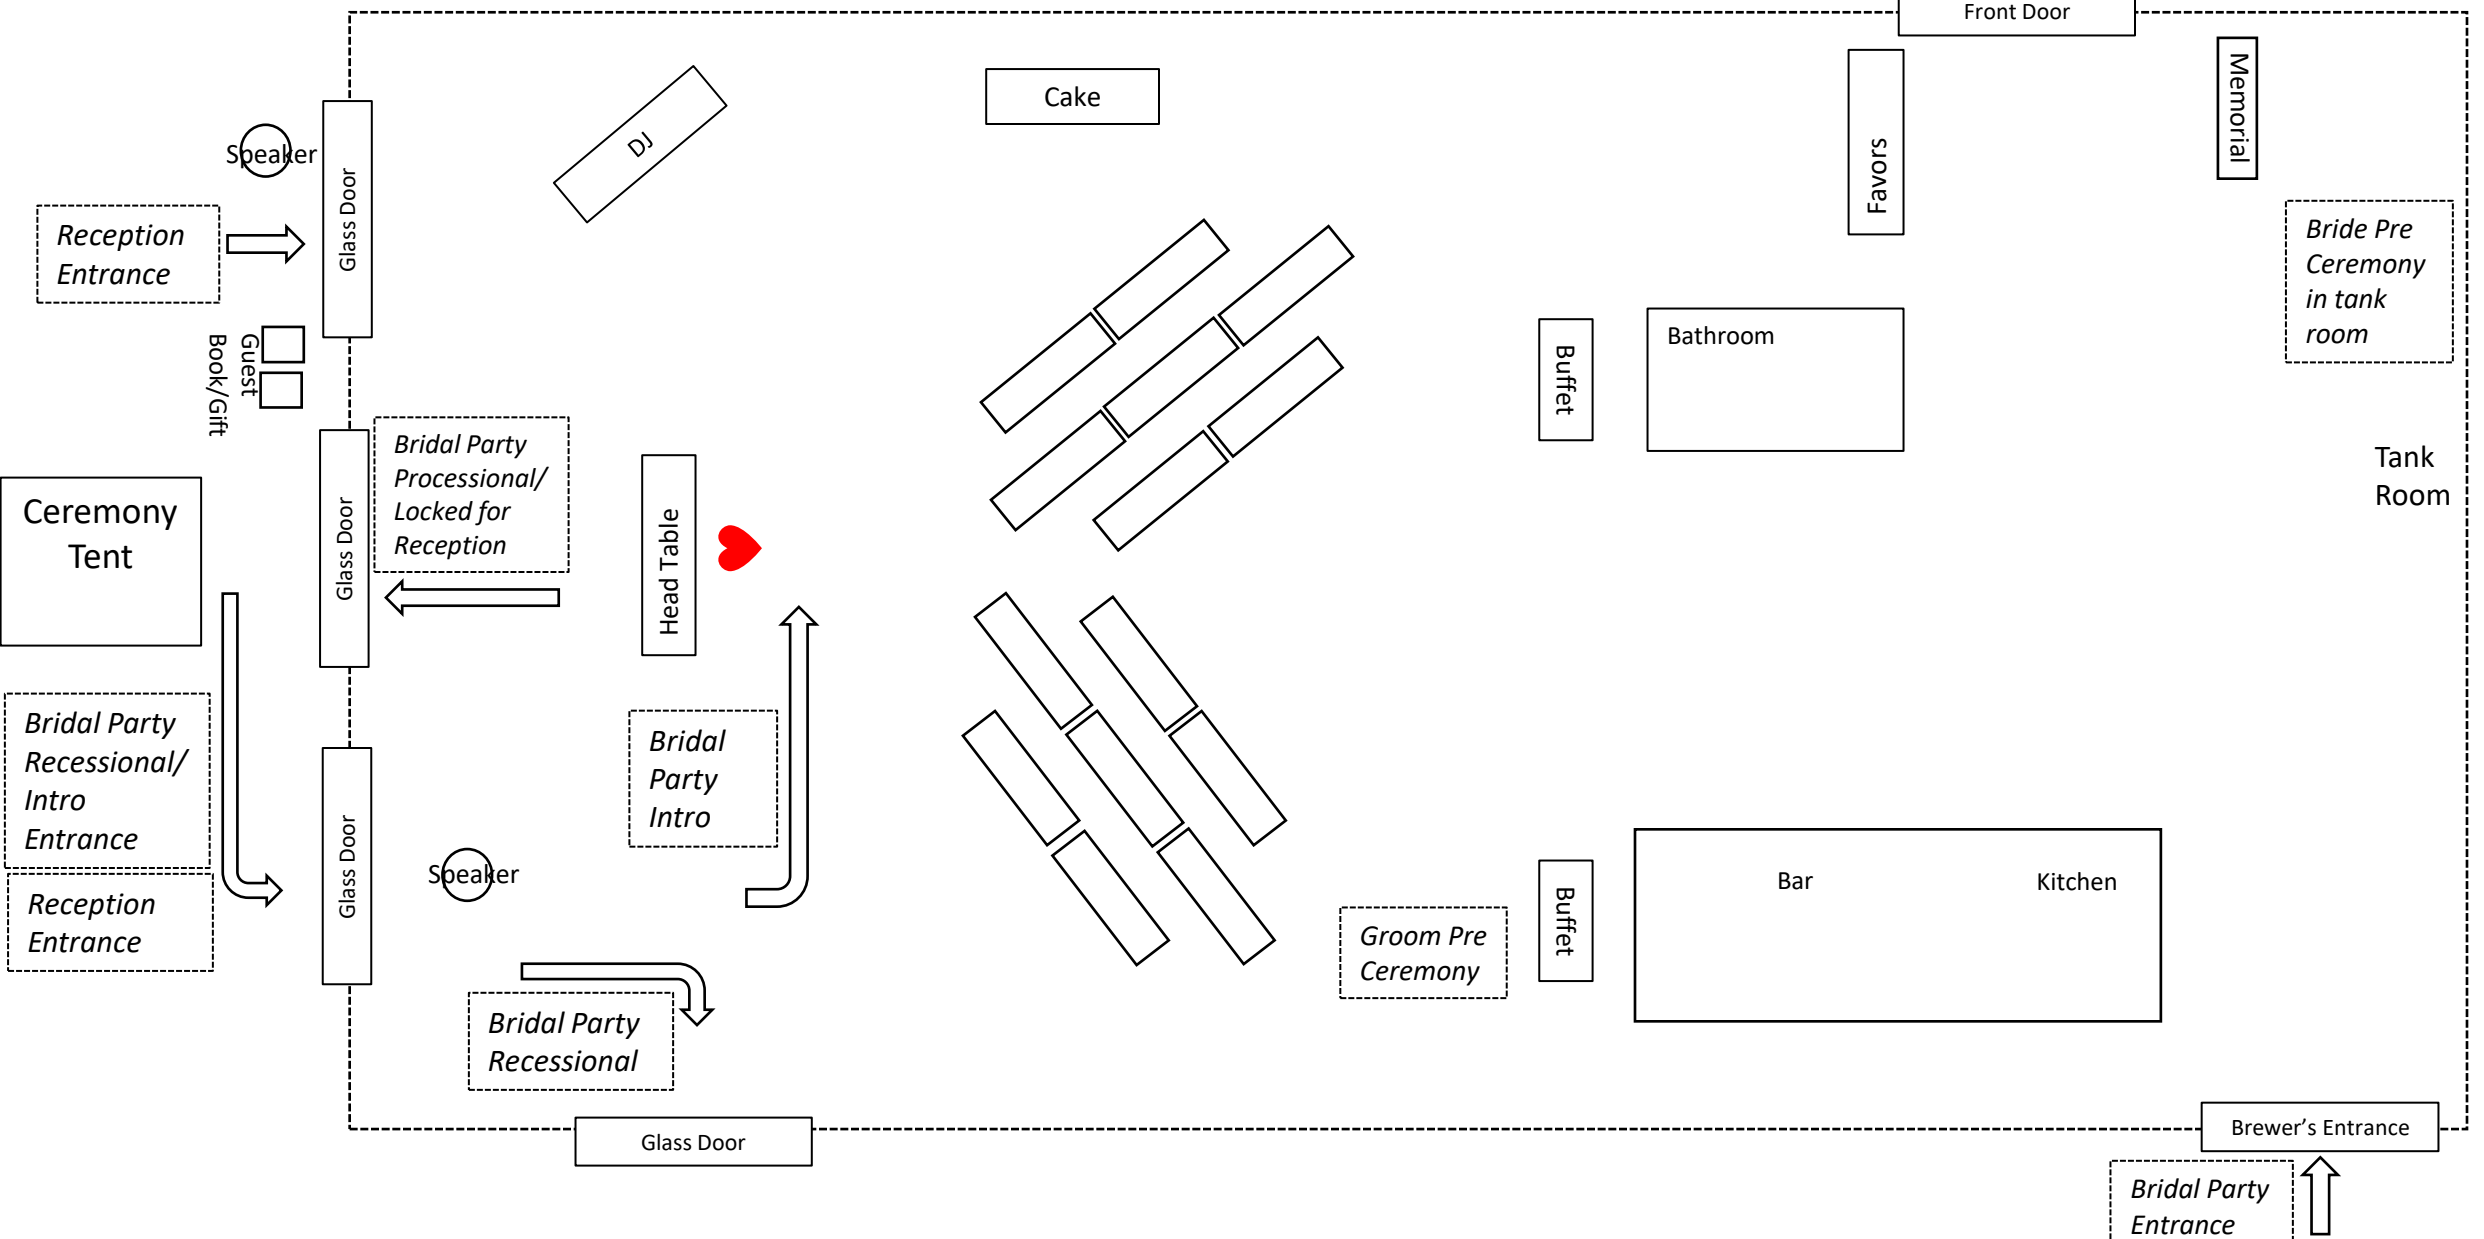 Front Door
Memorial
Cake
DJ
Speaker
Glass Door
Favors
Reception
Entrance
Bride Pre
Ceremony
in tank
room
Guest
Book/Gift
Buffet
Bathroom
Bridal Party
Processional/
Locked for
Reception
Tank
Room
Ceremony
Tent
Glass Door
Head Table
Bridal Party
Recessional/
Intro
Entrance
Bridal
Party
Intro
Glass Door
Speaker
Reception
Entrance
Groom Pre
Ceremony
Buffet
Bar
Kitchen
Bridal Party
Recessional
Glass Door
Brewer’s Entrance
Bridal Party
Entrance